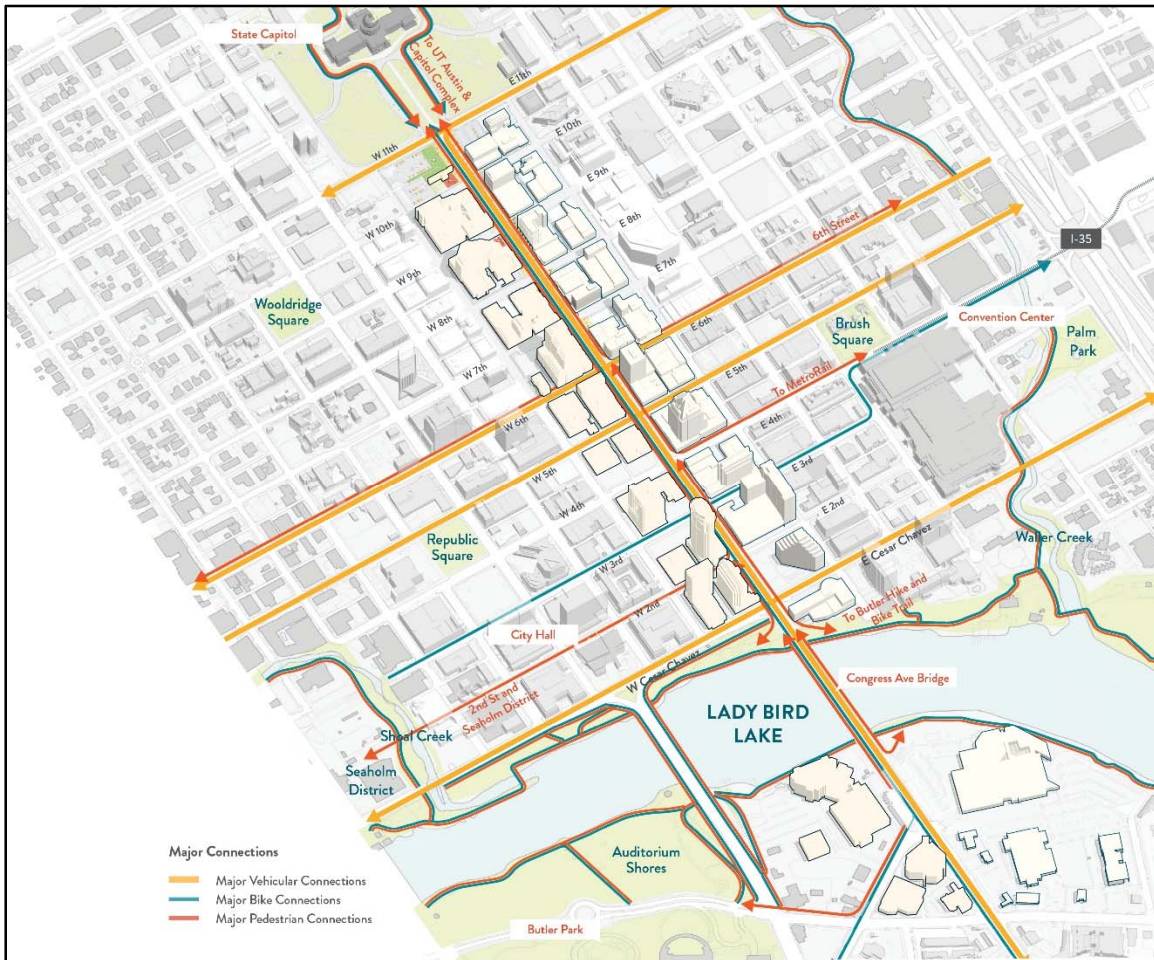 State Capitol
To UT Austin &
Capitol Complex
E 11th
W 11th
E 10th
E 9th
E 8th
E 7th
6th Street
I-35
W 10th
W 9th
W 8th
W 7th
Wooldridge
Square
Brush
Square
Convention Center
Palm
Park
E 6th
E 5th
To MetroRail
E 4th
E 3rd
E 2nd
W 6th
W 5th
W 4th
W 3rd
W 2nd
Republic
Square
E Cesar Chavez
Waller Creek
City Hall
To Butler Hike and
Bike Trail
W Cesar Chavez
2nd St and
Seaholm District
Congress Ave Bridge
LADY BIRD
LAKE
Shoal Creek
Seaholm
District
Auditorium
Shores
Butler Park
Major Connections
Major Vehicular Connections
Major Bike Connections
Major Pedestrian Connections